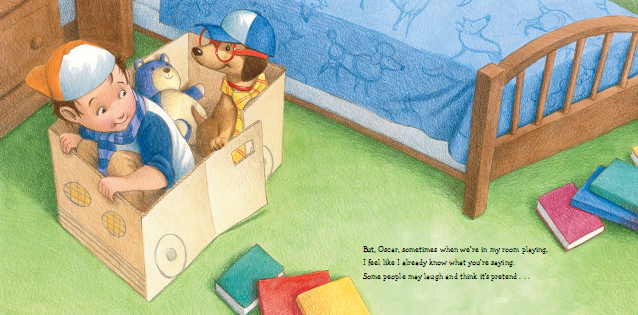 But, Oscar, sometimes when we're in my room playing,
I feel like I already know what you're saying.
Some people may laugh and think it's pretend . . .